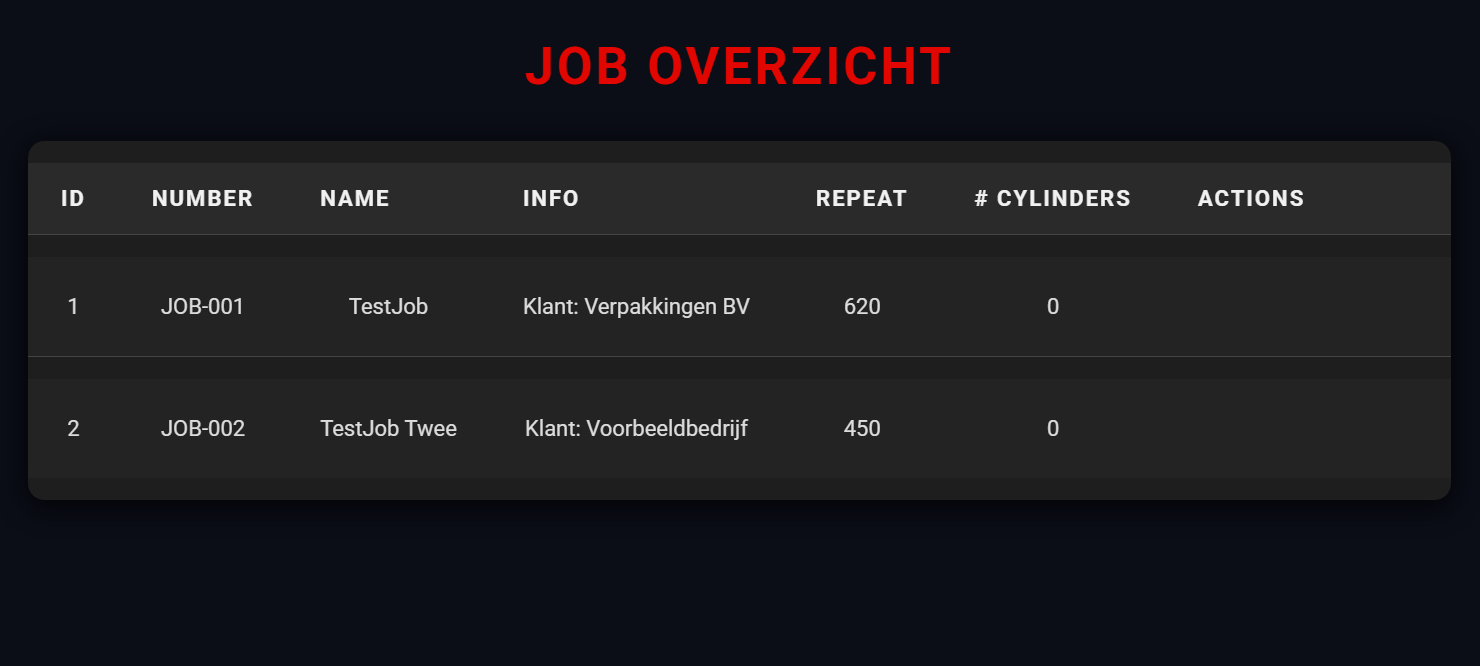 JOB OVERZICHT
ID NUMBER NAME INFO REPEAT # CYLINDERS ACTIONS
1 JOB-001 TestJob Klant: Verpakkingen BV 620 0
2 JOB-002 TestJob Twee Klant: Voorbeeldbedrijf 450 0